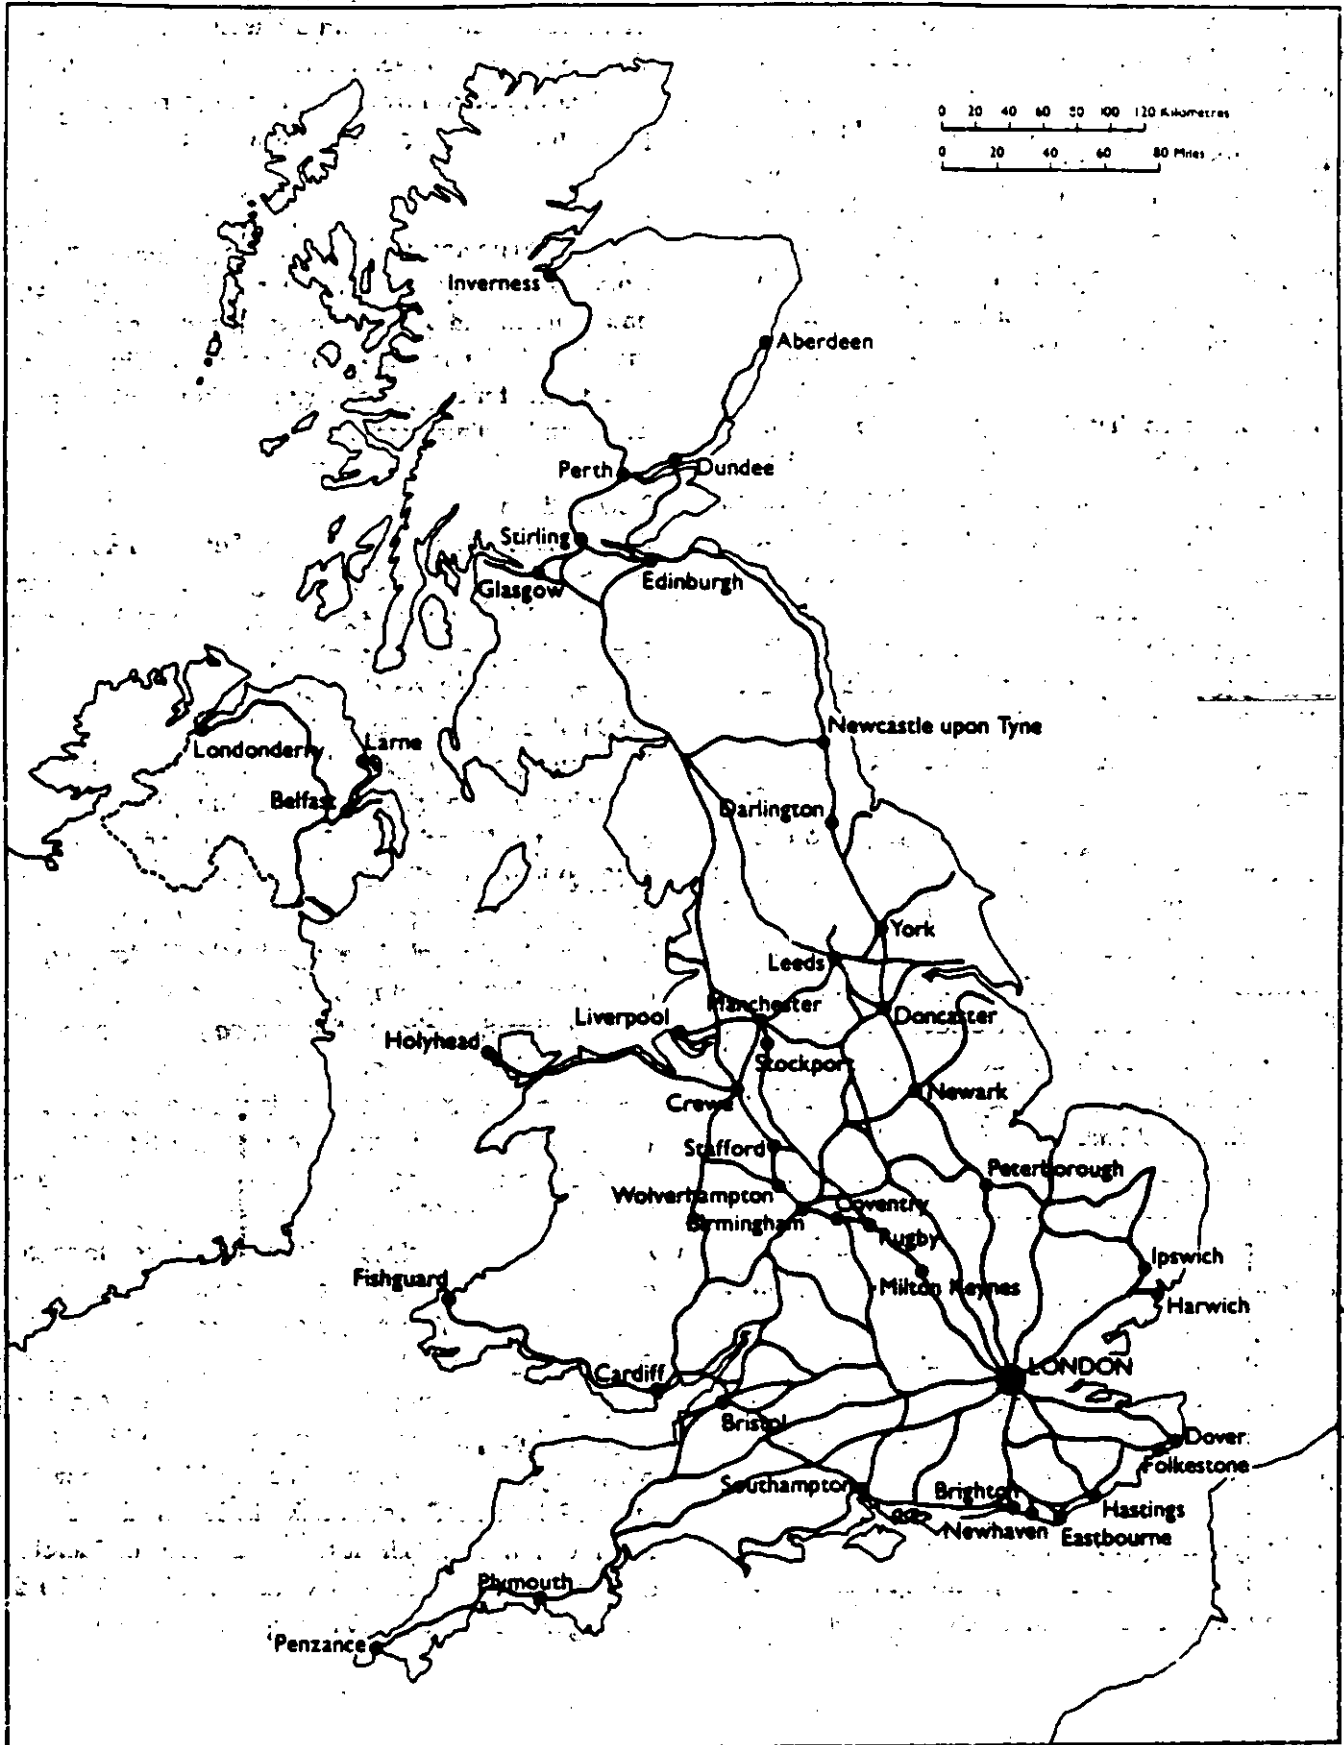 0 20 40 60 80 100 120 Kilometres
0 20 40 60 80 Miles
Inverness
Aberdeen
Perth
Dundee
Stirling
Glasgow
Edinburgh
Newcastle upon Tyne
Londonderry
Larne
Belfast
Darlington
York
Leeds
Manchester
Liverpool
Doncaster
Holyhead
Stockport
Crewe
Newark
Stafford
Peterborough
Wolverhampton
Coventry
Birmingham
Rugby
Ipswich
Fishguard
Milton Keynes
Harwich
LONDON
Cardiff
Bristol
Dover
Folkestone
Southampton
Brighton
Hastings
Newhaven
Eastbourne
Plymouth
Penzance